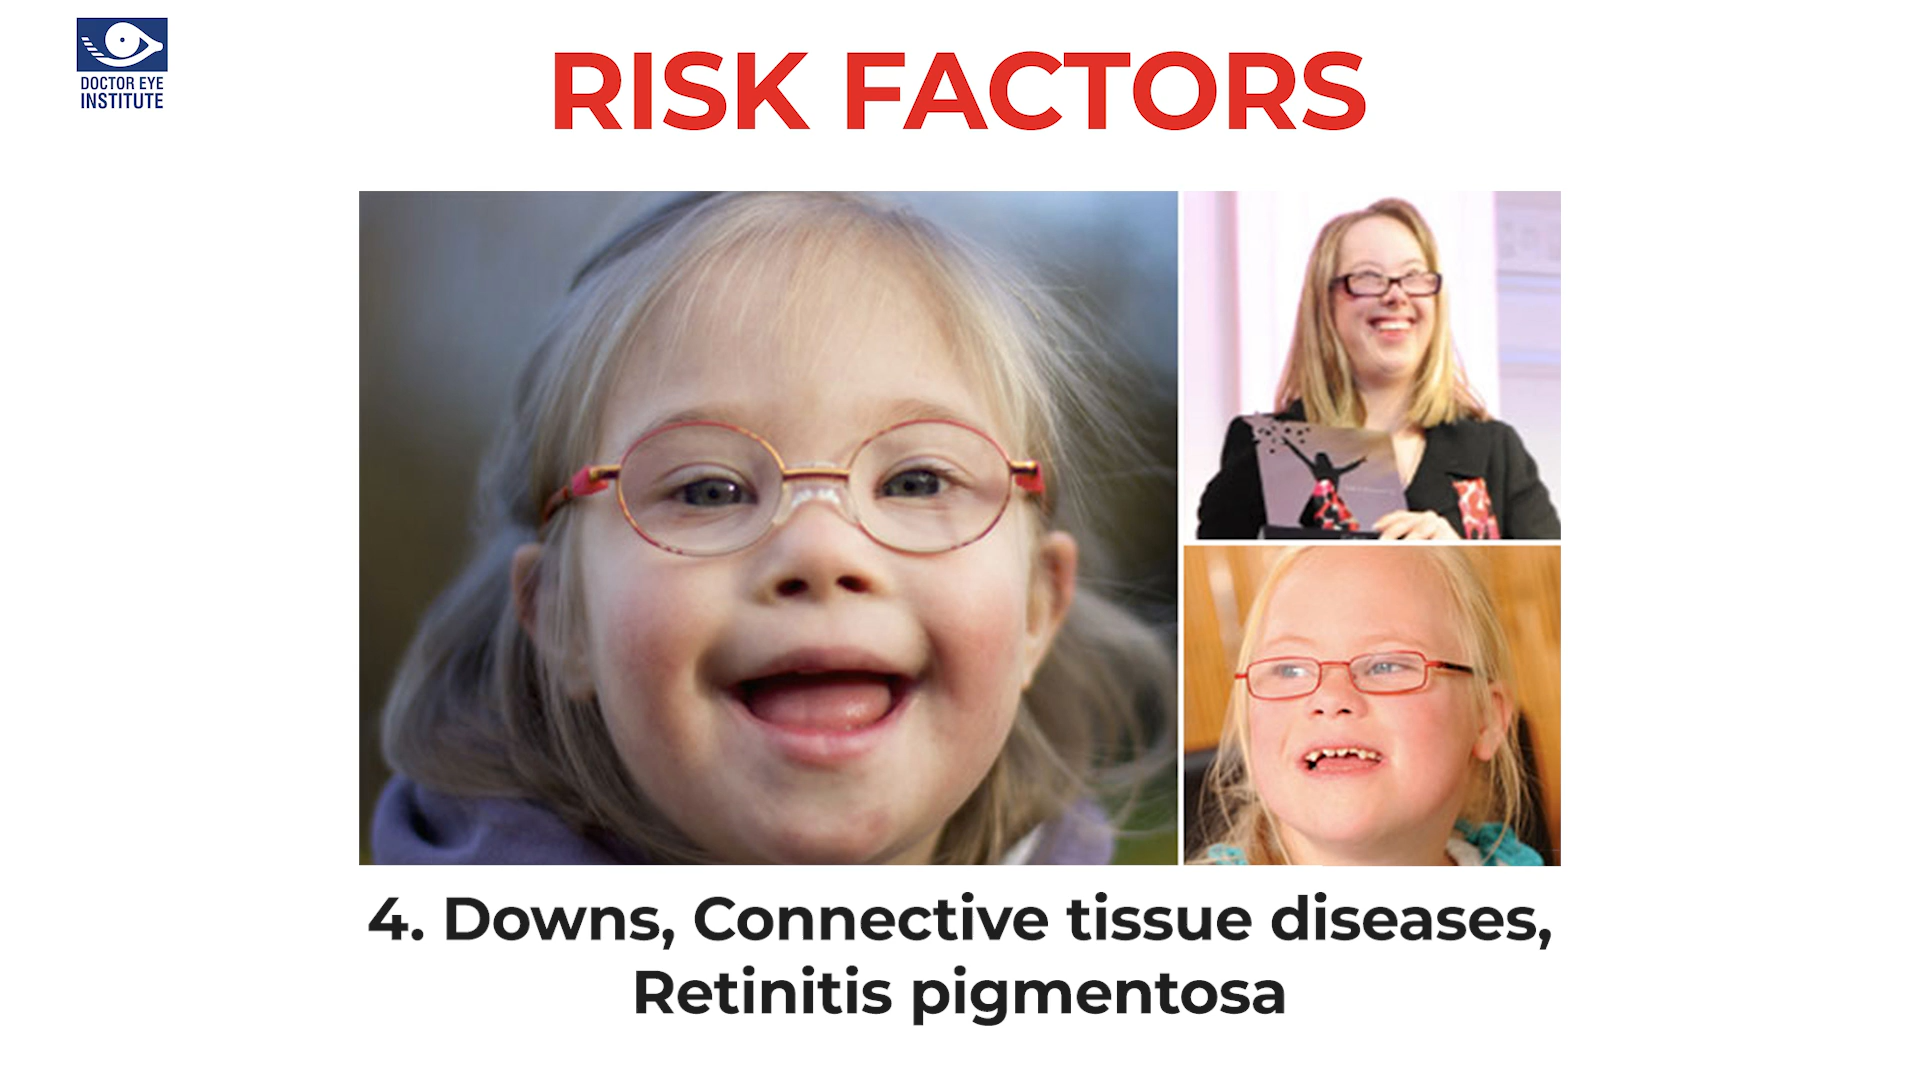 DOCTOR EYE
INSTITUTE
RISK FACTORS
4. Downs, Connective tissue diseases,
Retinitis pigmentosa